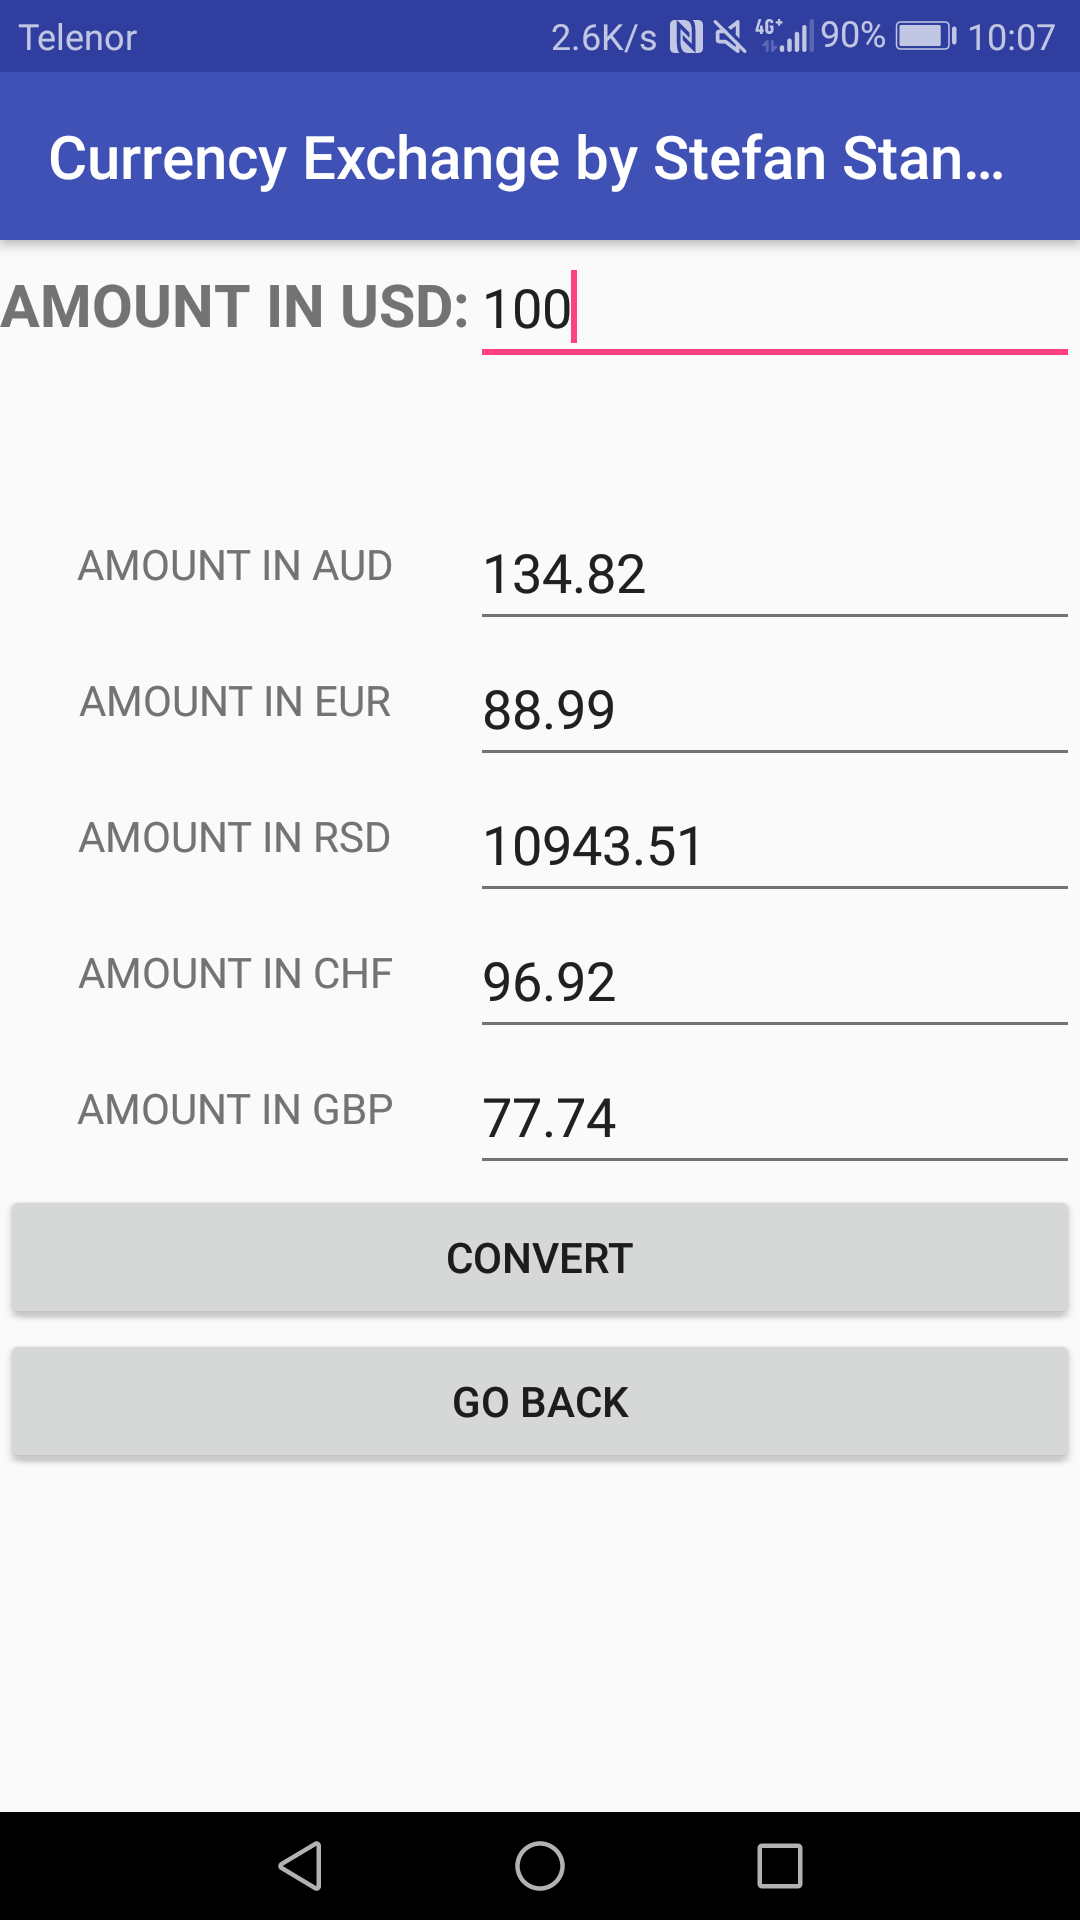 Telenor 2.6K/s 4G+ 90% 10:07
Currency Exchange by Stefan Stan...
AMOUNT IN USD: 100
AMOUNT IN AUD 134.82
AMOUNT IN EUR 88.99
AMOUNT IN RSD 10943.51
AMOUNT IN CHF 96.92
AMOUNT IN GBP 77.74
CONVERT
GO BACK